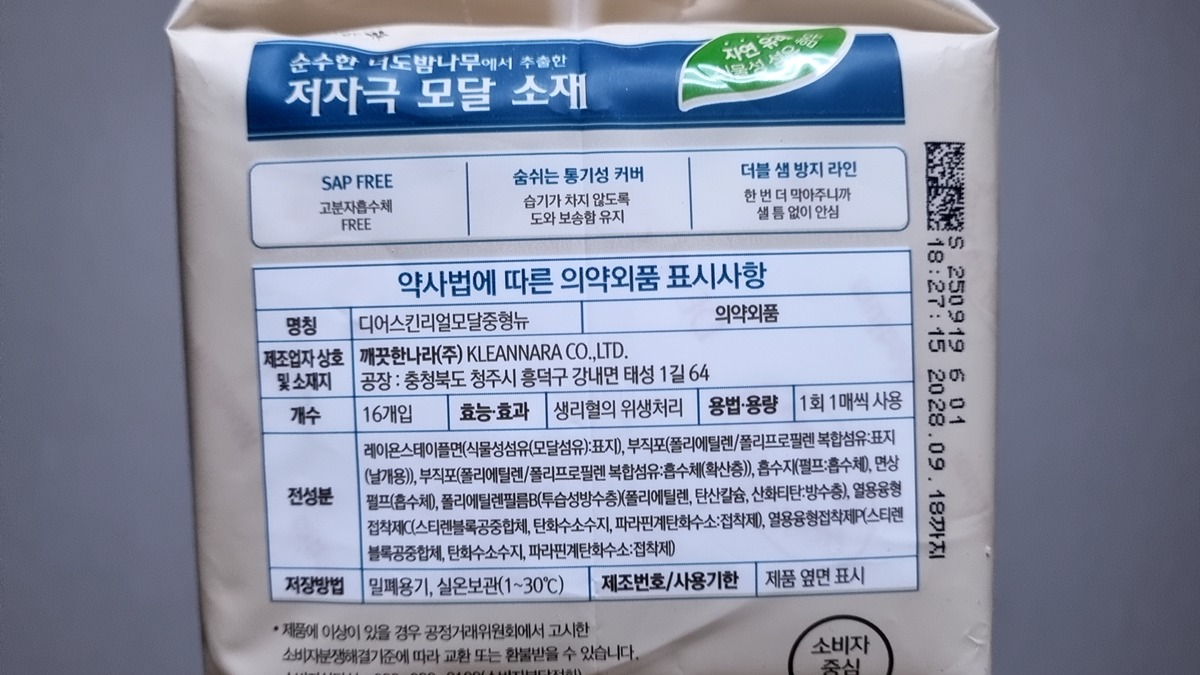 순수한 너도밤나무에서 추출한
저자극 모달 소재
자연 유래
식물성 섬유 함유
SAP FREE
고분자흡수체
FREE
숨쉬는 통기성 커버
습기가 차지 않도록
도와 보송함 유지
더블 샘 방지 라인
한 번 더 막아주니까
샐 틈 없이 안심
약사법에 따른 의약외품 표시사항
명칭 디어스킨리얼모달중형뉴 의약외품
제조업자 상호 및 소재지 깨끗한나라(주) KLEANNARA CO.,LTD.
공장 : 충청북도 청주시 흥덕구 강내면 태성 1길 64
개수 16개입 효능·효과 생리혈의 위생처리 용법·용량 1회 1매씩 사용
전성분 레이온스테이플면(식물성섬유(모달섬유):표지), 부직포(폴리에틸렌/폴리프로필렌 복합섬유:표지
(날개용)), 부직포(폴리에틸렌/폴리프로필렌 복합섬유:흡수체(확산층)), 흡수지(펄프:흡수체), 면상
펄프(흡수체), 폴리에틸렌필름B(투습성방수층)(폴리에틸렌, 탄산칼슘, 산화티탄:방수층), 열용융형
접착제C(스티렌블록공중합체, 탄화수소수지, 파라핀계탄화수소:접착제), 열용융형접착제P(스티렌
블록공중합체, 탄화수소수지, 파라핀계탄화수소:접착제)
저장방법 밀폐용기, 실온보관(1~30℃) 제조번호/사용기한 제품 옆면 표시
S 250919 6 01
18:27:15 2028.09.18까지
* 제품에 이상이 있을 경우 공정거래위원회에서 고시한
소비자분쟁해결기준에 따라 교환 또는 환불받을 수 있습니다.
소비자
중심